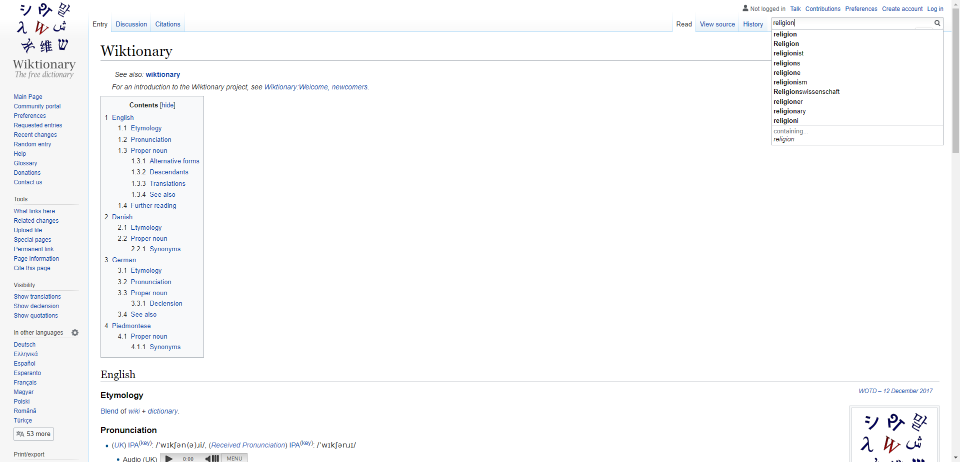 Not logged in Talk Contributions Preferences Create account Log in
Entry Discussion Citations Read View source History religion
Wiktionary
The free dictionary
Main Page
Community portal
Preferences
Requested entries
Recent changes
Random entry
Help
Glossary
Donations
Contact us
Tools
What links here
Related changes
Upload file
Special pages
Permanent link
Page information
Cite this page
Visibility
Show translations
Show declension
Show quotations
In other languages
Deutsch
Ελληνικά
Español
Esperanto
Français
Magyar
Polski
Română
Türkçe
53 more
Print/export
religion
Religion
religionist
religions
religione
religionism
Religionswissenschaft
religioner
religionary
religioni
containing
religion
Wiktionary
See also: wiktionary
For an introduction to the Wiktionary project, see Wiktionary:Welcome, newcomers.
Contents [hide]
1 English
1.1 Etymology
1.2 Pronunciation
1.3 Proper noun
1.3.1 Alternative forms
1.3.2 Descendants
1.3.3 Translations
1.3.4 See also
1.4 Further reading
2 Danish
2.1 Etymology
2.2 Proper noun
2.2.1 Synonyms
3 German
3.1 Etymology
3.2 Pronunciation
3.3 Proper noun
3.3.1 Declension
3.4 See also
4 Piedmontese
4.1 Proper noun
4.1.1 Synonyms
English
WOTD – 12 December 2017
Etymology
Blend of wiki + dictionary.
Pronunciation
(UK) IPA(key): /ˈwɪkʃən(ə)ɹi/, (Received Pronunciation) IPA(key): /ˈwɪkʃənɹɪ/
Audio (UK) 0:00 MENU